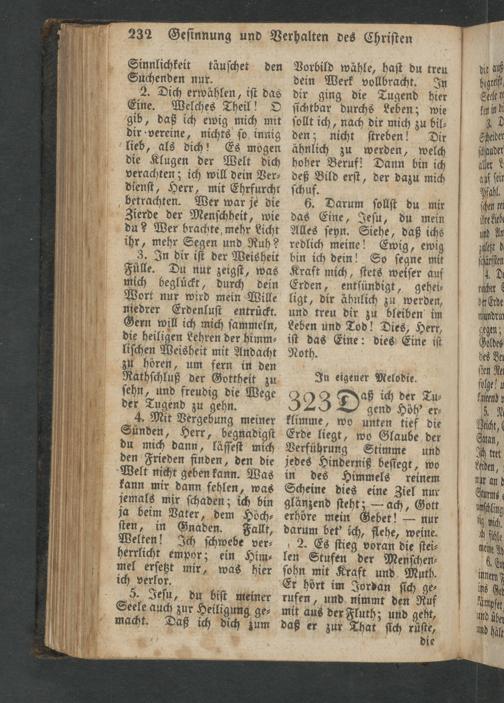 232 Gesinnung und Verhalten des Christen
Sinnlichkeit täuschet den
Suchenden nur.
2. Dich erwählen, ist das
Eine. Welches Theil! O
gib, daß ich ewig mich mit
dir vereine, nichts so innig
lieb, als dich! Es mögen
die Klugen der Welt dich
verachten; ich will dein Ver-
dienst, Herr, mit Ehrfurcht
betrachten. Wer war je die
Zierde der Menschheit, wie
du? Wer brachte mehr Licht
ihr, mehr Segen und Ruh?
3. In dir ist der Weisheit
Fülle. Du nur zeigst, was
mich beglückt, durch dein
Wort nur wird mein Wille
niedrer Erdenlust entrückt.
Gern will ich mich sammeln,
die heiligen Lehren der himm-
lischen Weisheit mit Andacht
zu hören, um fern in den
Rathschluß der Gottheit zu
sehn, und freudig die Wege
der Tugend zu gehn.
4. Mit Vergebung meiner
Sünden, Herr, begnadigst
du mich dann, lässest mich
den Frieden finden, den die
Welt nicht geben kann. Was
kann mir dann fehlen, was
jemals mir schaden; ich bin
ja beim Vater, dem Höch-
sten, in Gnaden. Fallt,
Welten! Ich schwebe ver-
herrlicht empor; ein Him-
mel ersetzt mir, was hier
ich verlor.
5. Jesu, du bist meiner
Seele auch zur Heiligung ge-
macht. Daß ich dich zum
Vorbild wähle, hast du treu
dein Werk vollbracht. In
dir ging die Tugend hier
sichtbar durchs Leben; wie
sollt ich, nach dir mich zu bil-
den; nicht streben! Dir
ähnlich zu werden, welch
hoher Beruf! Dann bin ich
deß Bild erst, der dazu mich
schuf.
6. Darum sollst du mir
das Eine, Jesu, du mein
Alles seyn. Siehe, daß ichs
redlich meine! Ewig, ewig
bin ich dein! So segne mit
Kraft mich, stets weiser auf
Erden, entsündigt, gehei-
ligt, dir ähnlich zu werden,
und treu dir zu bleiben im
Leben und Tod! Dies, Herr,
ist das Eine: dies Eine ist
Noth.
In eigener Melodie.
323 Daß ich der Tu-
gend Höh' er-
klimme, wo unten tief die
Erde liegt, wo Glaube der
Verführung Stimme und
jedes Hinderniß besiegt, wo
in des Himmels reinem
Scheine dies eine Ziel nur
glänzend steht; — ach, Gott
erhöre mein Gebet! — nur
darum bet' ich, flehe, weine.
2. Es stieg voran die stei-
len Stufen der Menschen-
sohn mit Kraft und Muth.
Er hört im Jordan sich ge-
rufen, und nimmt den Ruf
mit aus der Fluth; und geht,
daß er zur That sich rüste,
die